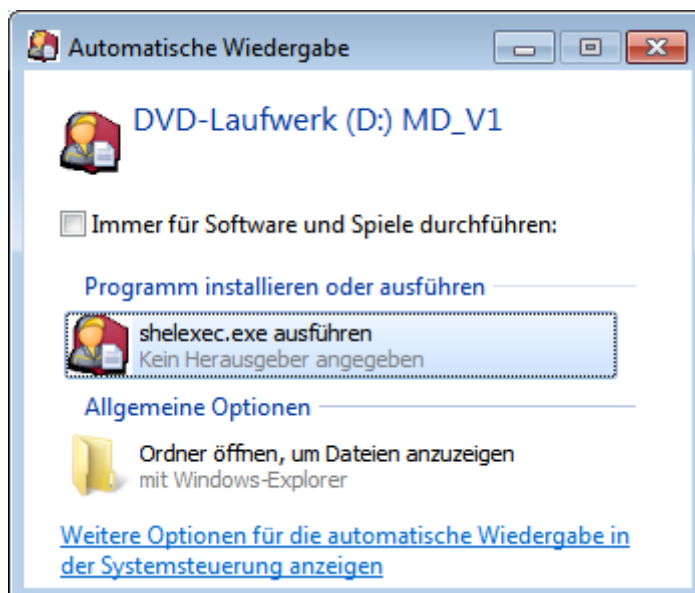 Automatische Wiedergabe
DVD-Laufwerk (D:) MD_V1
Immer für Software und Spiele durchführen:
Programm installieren oder ausführen
shelexec.exe ausführen
Kein Herausgeber angegeben
Allgemeine Optionen
Ordner öffnen, um Dateien anzuzeigen
mit Windows-Explorer
Weitere Optionen für die automatische Wiedergabe in
der Systemsteuerung anzeigen